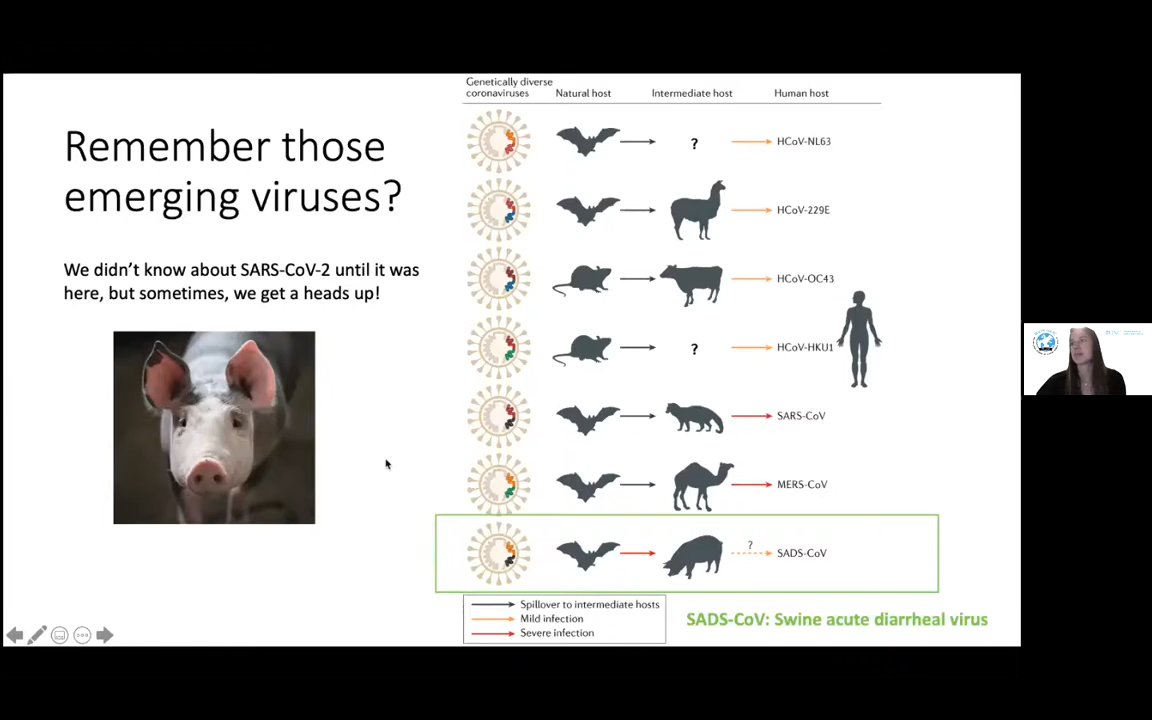 Remember those
emerging viruses?
We didn't know about SARS-CoV-2 until it was
here, but sometimes, we get a heads up!
Genetically diverse
coronaviruses
Natural host
Intermediate host
Human host
?
HCoV-NL63
HCoV-229E
HCoV-OC43
?
HCoV-HKU1
SARS-CoV
MERS-CoV
?
SADS-CoV
Spillover to intermediate hosts
Mild infection
Severe infection
SADS-CoV: Swine acute diarrheal virus